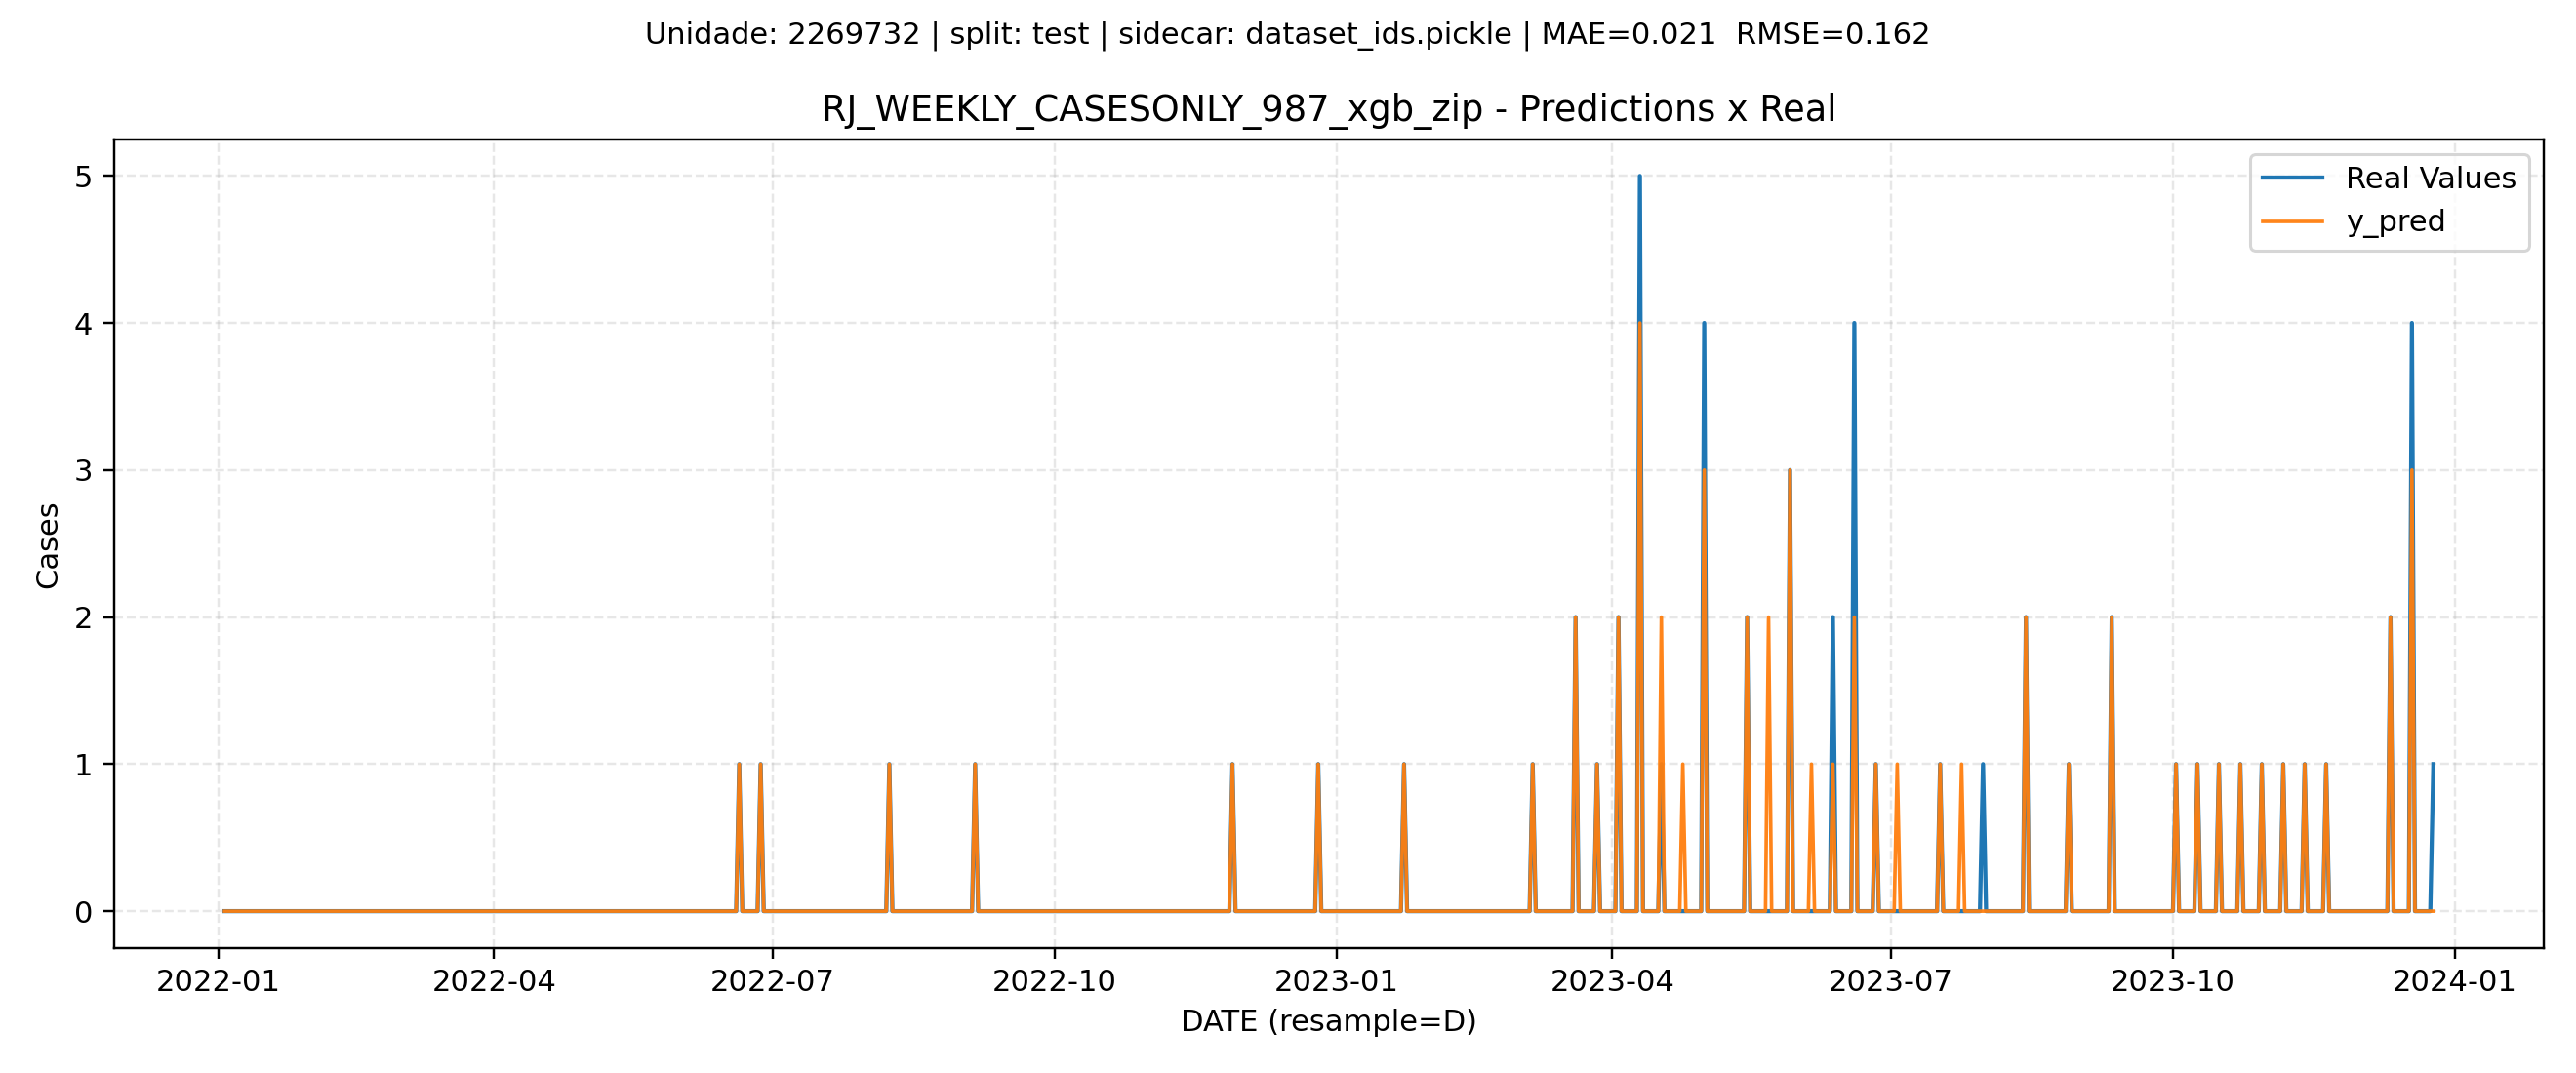 Unidade: 2269732 | split: test | sidecar: dataset_ids.pickle | MAE=0.021  RMSE=0.162
RJ_WEEKLY_CASESONLY_987_xgb_zip - Predictions x Real
Real Values
y_pred
5
4
3
2
1
0
Cases
2022-01
2022-04
2022-07
2022-10
2023-01
2023-04
2023-07
2023-10
2024-01
DATE (resample=D)